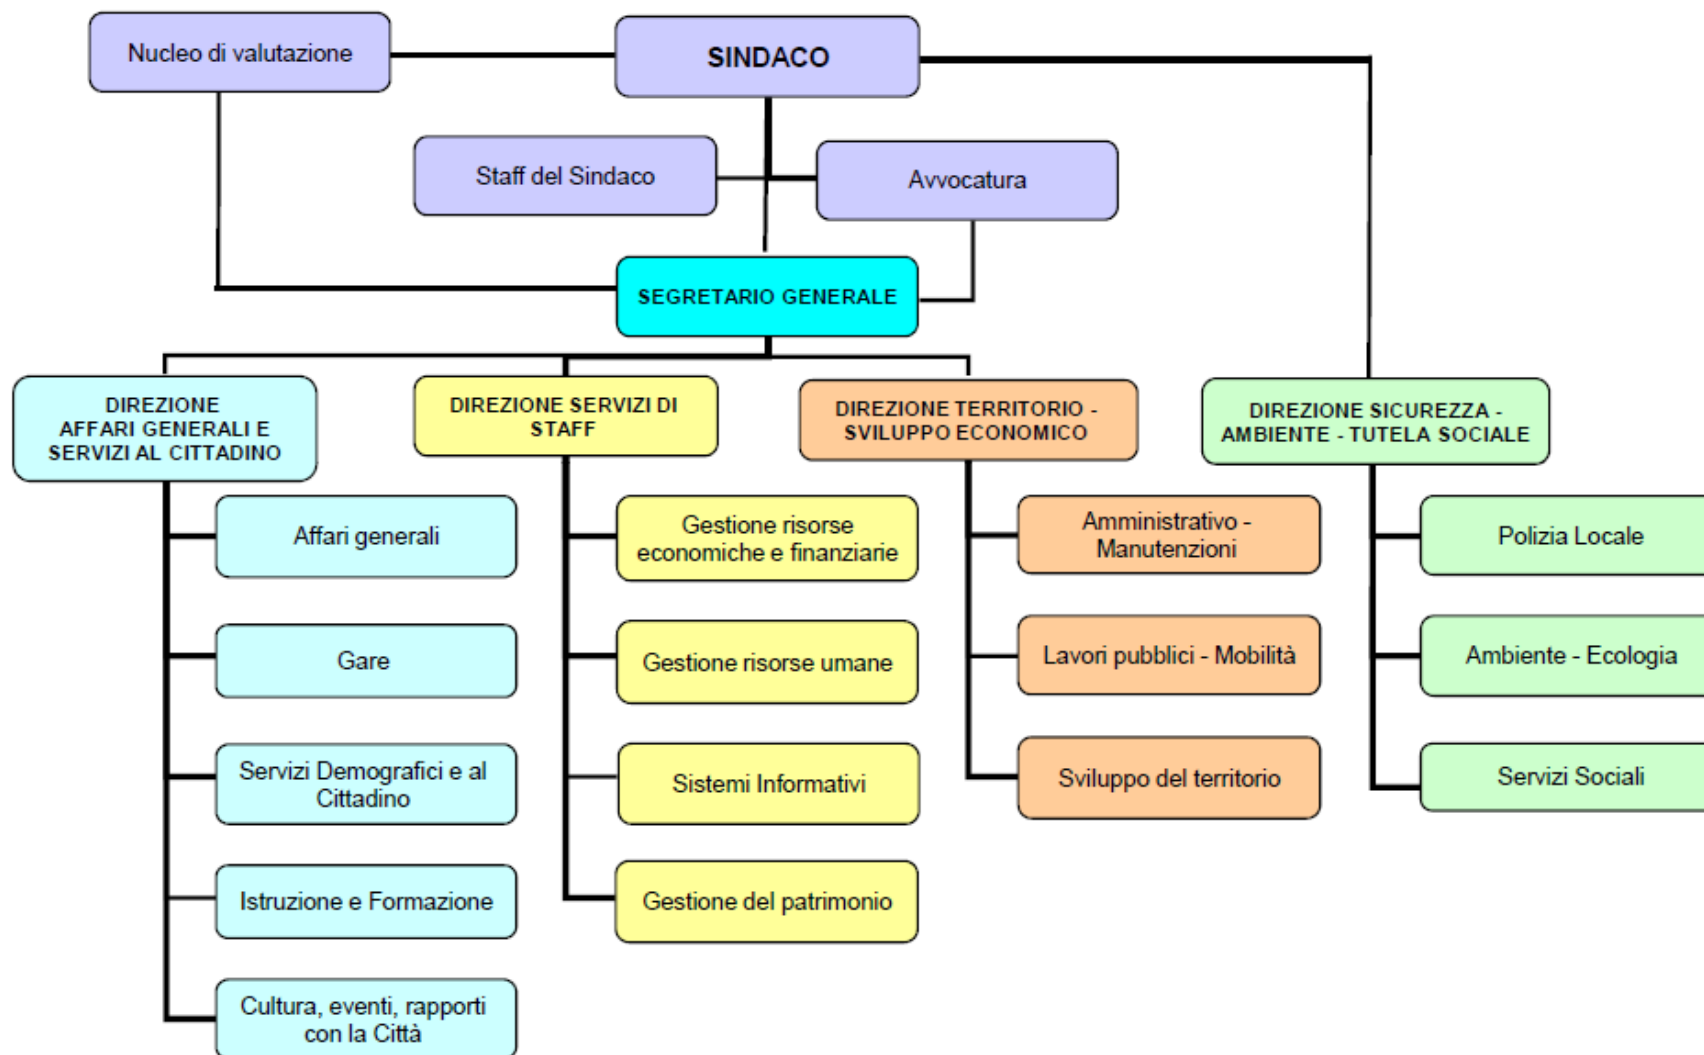 Nucleo di valutazione
SINDACO
Staff del Sindaco
Avvocatura
SEGRETARIO GENERALE
DIREZIONE
AFFARI GENERALI E
SERVIZI AL CITTADINO
DIREZIONE SERVIZI DI
STAFF
DIREZIONE TERRITORIO -
SVILUPPO ECONOMICO
DIREZIONE SICUREZZA -
AMBIENTE - TUTELA SOCIALE
Affari generali
Gare
Servizi Demografici e al
Cittadino
Istruzione e Formazione
Cultura, eventi, rapporti
con la Città
Gestione risorse
economiche e finanziarie
Gestione risorse umane
Sistemi Informativi
Gestione del patrimonio
Amministrativo -
Manutenzioni
Lavori pubblici - Mobilità
Sviluppo del territorio
Polizia Locale
Ambiente - Ecologia
Servizi Sociali